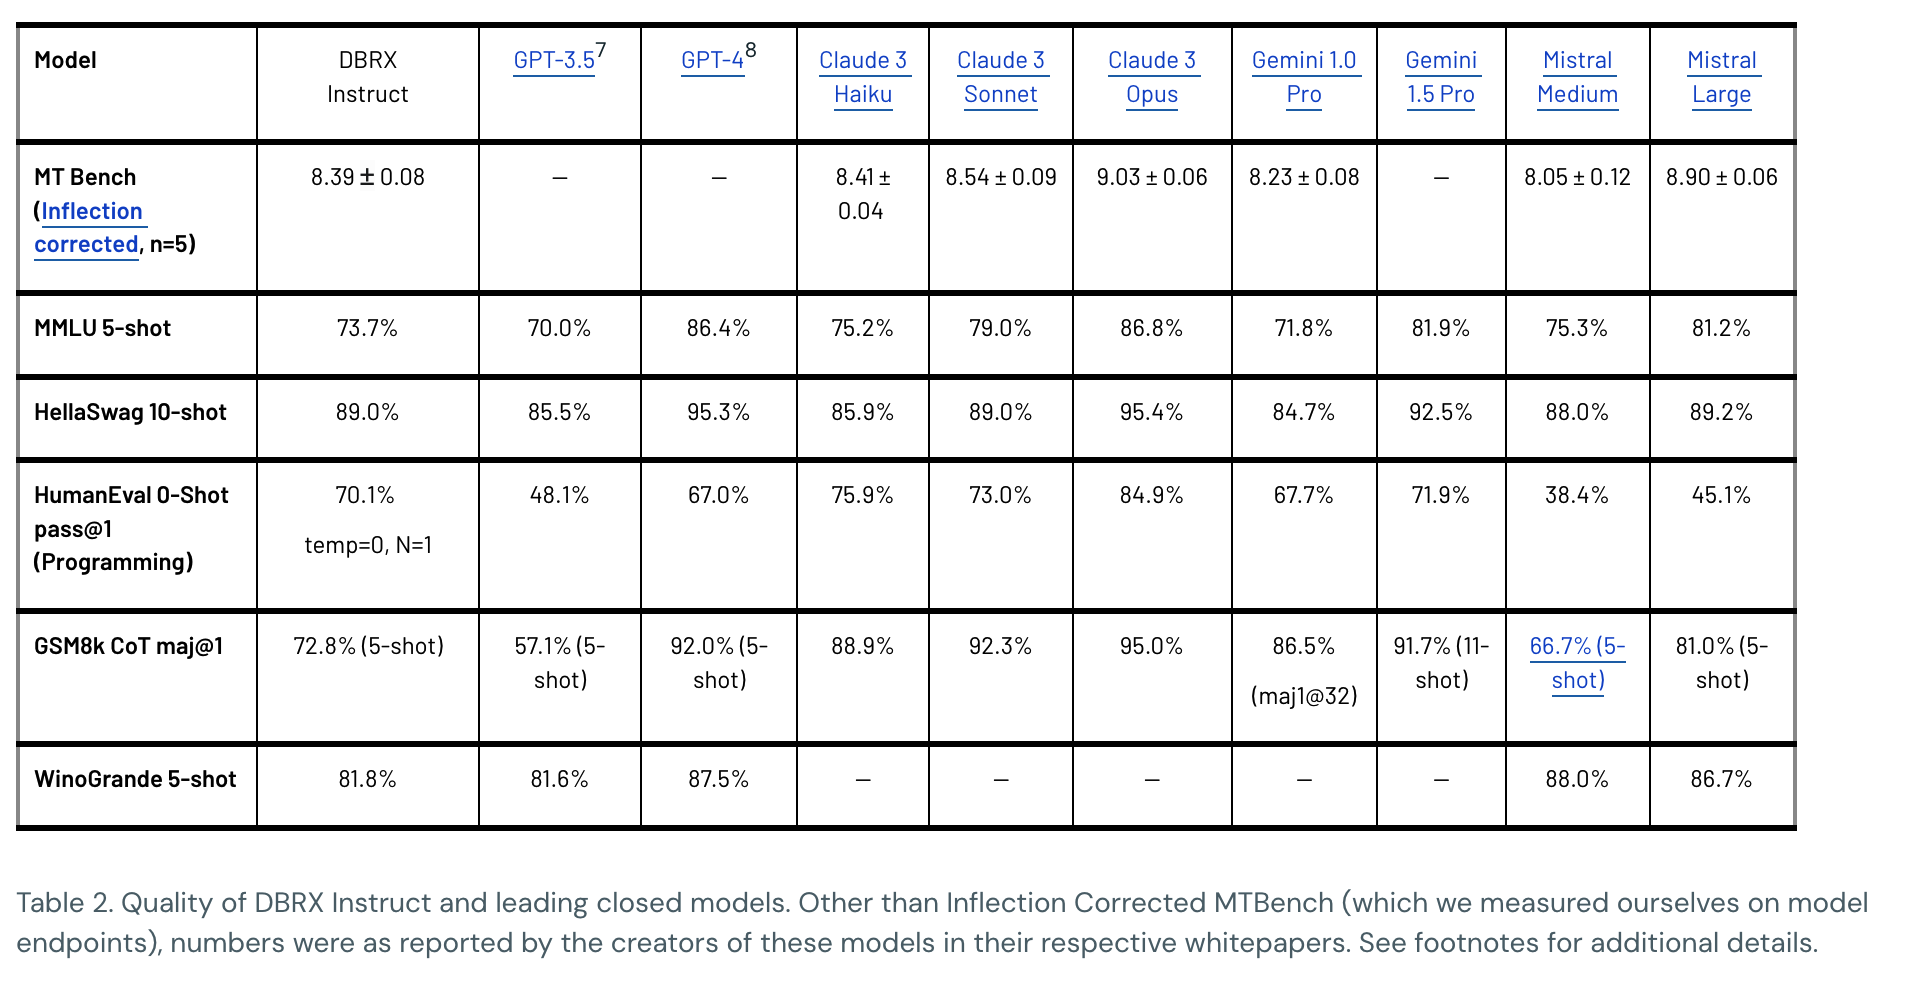 Model DBRX Instruct GPT-3.5⁷ GPT-4⁸ Claude 3 Haiku Claude 3 Sonnet Claude 3 Opus Gemini 1.0 Pro Gemini 1.5 Pro Mistral Medium Mistral Large
MT Bench (Inflection corrected, n=5) 8.39 ± 0.08 — — 8.41 ± 0.04 8.54 ± 0.09 9.03 ± 0.06 8.23 ± 0.08 — 8.05 ± 0.12 8.90 ± 0.06
MMLU 5-shot 73.7% 70.0% 86.4% 75.2% 79.0% 86.8% 71.8% 81.9% 75.3% 81.2%
HellaSwag 10-shot 89.0% 85.5% 95.3% 85.9% 89.0% 95.4% 84.7% 92.5% 88.0% 89.2%
HumanEval 0-Shot pass@1 (Programming) 70.1% temp=0, N=1 48.1% 67.0% 75.9% 73.0% 84.9% 67.7% 71.9% 38.4% 45.1%
GSM8k CoT maj@1 72.8% (5-shot) 57.1% (5-shot) 92.0% (5-shot) 88.9% 92.3% 95.0% 86.5% (maj1@32) 91.7% (11-shot) 66.7% (5-shot) 81.0% (5-shot)
WinoGrande 5-shot 81.8% 81.6% 87.5% — — — — — 88.0% 86.7%
Table 2. Quality of DBRX Instruct and leading closed models. Other than Inflection Corrected MTBench (which we measured ourselves on model
endpoints), numbers were as reported by the creators of these models in their respective whitepapers. See footnotes for additional details.